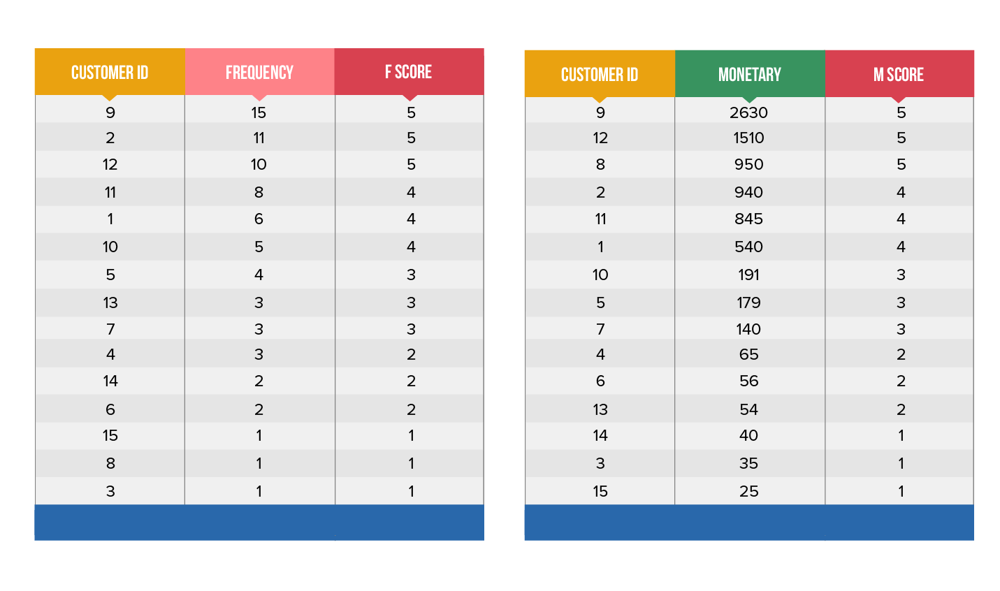 CUSTOMER ID FREQUENCY F SCORE
9 15 5
2 11 5
12 10 5
11 8 4
1 6 4
10 5 4
5 4 3
13 3 3
7 3 3
4 3 2
14 2 2
6 2 2
15 1 1
8 1 1
3 1 1
CUSTOMER ID MONETARY M SCORE
9 2630 5
12 1510 5
8 950 5
2 940 4
11 845 4
1 540 4
10 191 3
5 179 3
7 140 3
4 65 2
6 56 2
13 54 2
14 40 1
3 35 1
15 25 1